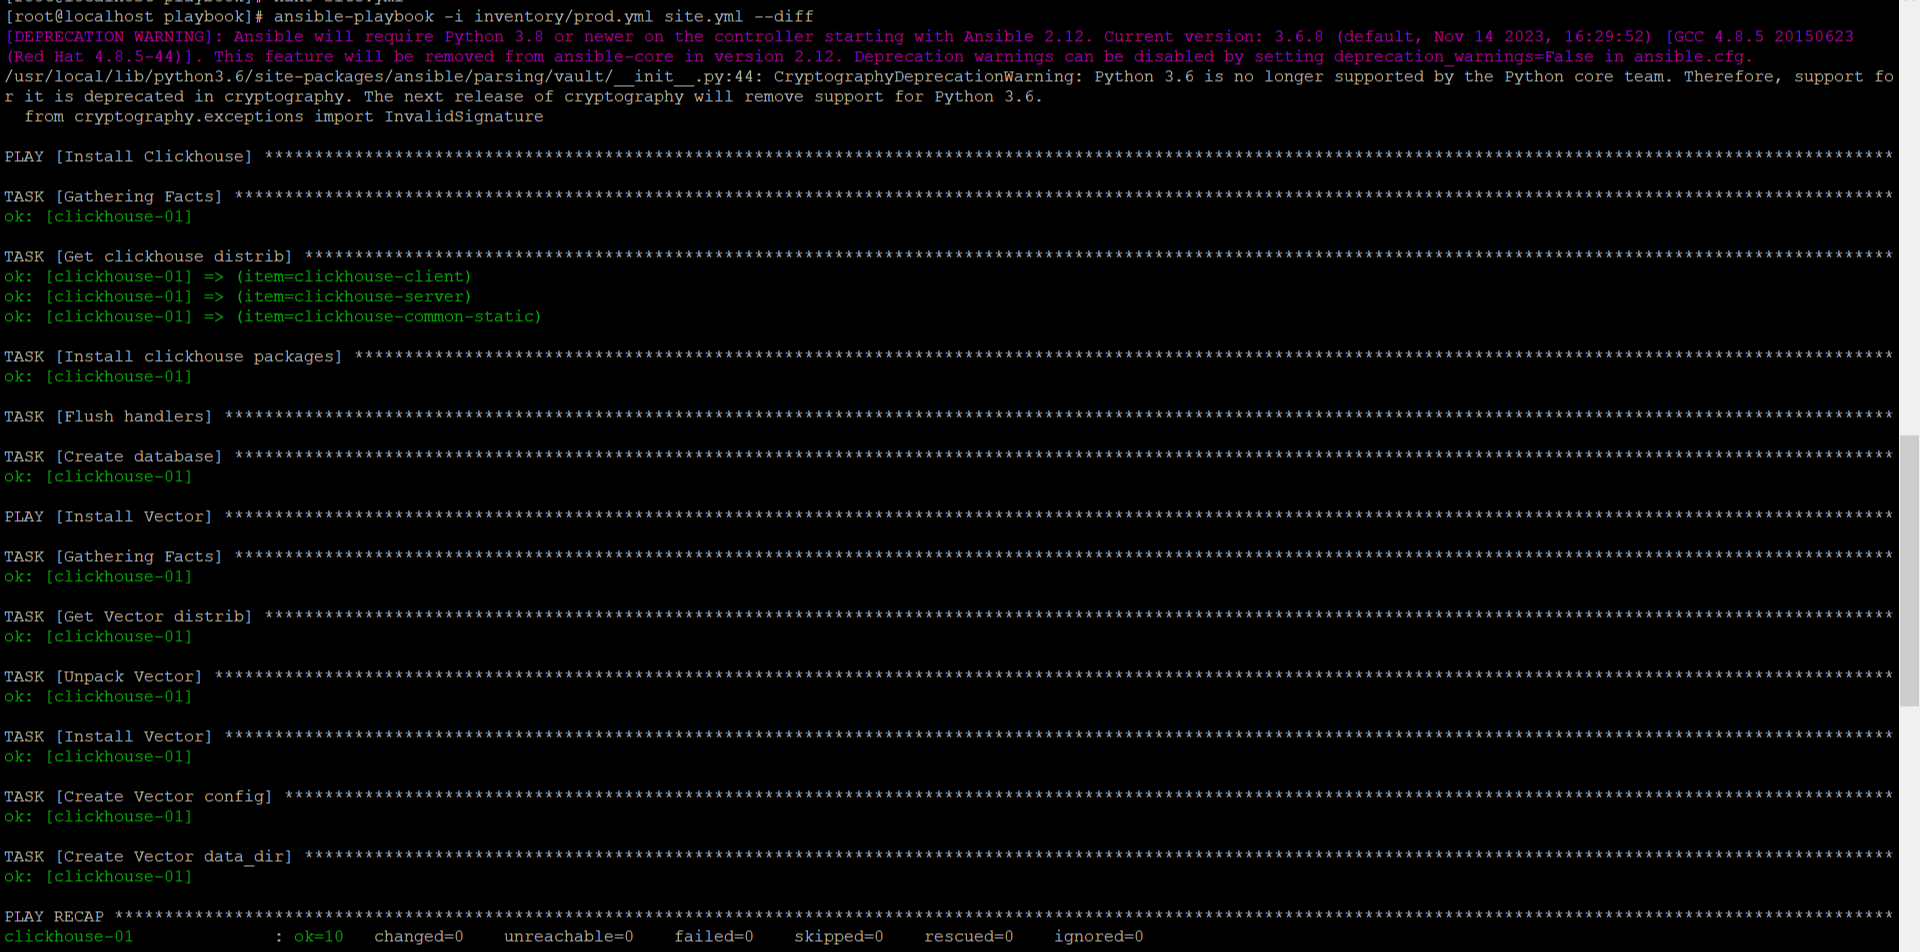 [root@localhost playbook]# ansible-playbook -i inventory/prod.yml site.yml --diff
[DEPRECATION WARNING]: Ansible will require Python 3.8 or newer on the controller starting with Ansible 2.12. Current version: 3.6.8 (default, Nov 14 2023, 16:29:52) [GCC 4.8.5 20150623
(Red Hat 4.8.5-44)]. This feature will be removed from ansible-core in version 2.12. Deprecation warnings can be disabled by setting deprecation_warnings=False in ansible.cfg.
/usr/local/lib/python3.6/site-packages/ansible/parsing/vault/__init__.py:44: CryptographyDeprecationWarning: Python 3.6 is no longer supported by the Python core team. Therefore, support fo
r it is deprecated in cryptography. The next release of cryptography will remove support for Python 3.6.
  from cryptography.exceptions import InvalidSignature
PLAY [Install Clickhouse] ***************************************************************************************************************************************************************
TASK [Gathering Facts] ******************************************************************************************************************************************************************
ok: [clickhouse-01]
TASK [Get clickhouse distrib] ***********************************************************************************************************************************************************
ok: [clickhouse-01] => (item=clickhouse-client)
ok: [clickhouse-01] => (item=clickhouse-server)
ok: [clickhouse-01] => (item=clickhouse-common-static)
TASK [Install clickhouse packages] ******************************************************************************************************************************************************
ok: [clickhouse-01]
TASK [Flush handlers] *******************************************************************************************************************************************************************
TASK [Create database] ******************************************************************************************************************************************************************
ok: [clickhouse-01]
PLAY [Install Vector] *******************************************************************************************************************************************************************
TASK [Gathering Facts] ******************************************************************************************************************************************************************
ok: [clickhouse-01]
TASK [Get Vector distrib] ***************************************************************************************************************************************************************
ok: [clickhouse-01]
TASK [Unpack Vector] ********************************************************************************************************************************************************************
ok: [clickhouse-01]
TASK [Install Vector] *******************************************************************************************************************************************************************
ok: [clickhouse-01]
TASK [Create Vector config] *************************************************************************************************************************************************************
ok: [clickhouse-01]
TASK [Create Vector data_dir] ***********************************************************************************************************************************************************
ok: [clickhouse-01]
PLAY RECAP ******************************************************************************************************************************************************************************
clickhouse-01              : ok=10   changed=0    unreachable=0    failed=0    skipped=0    rescued=0    ignored=0